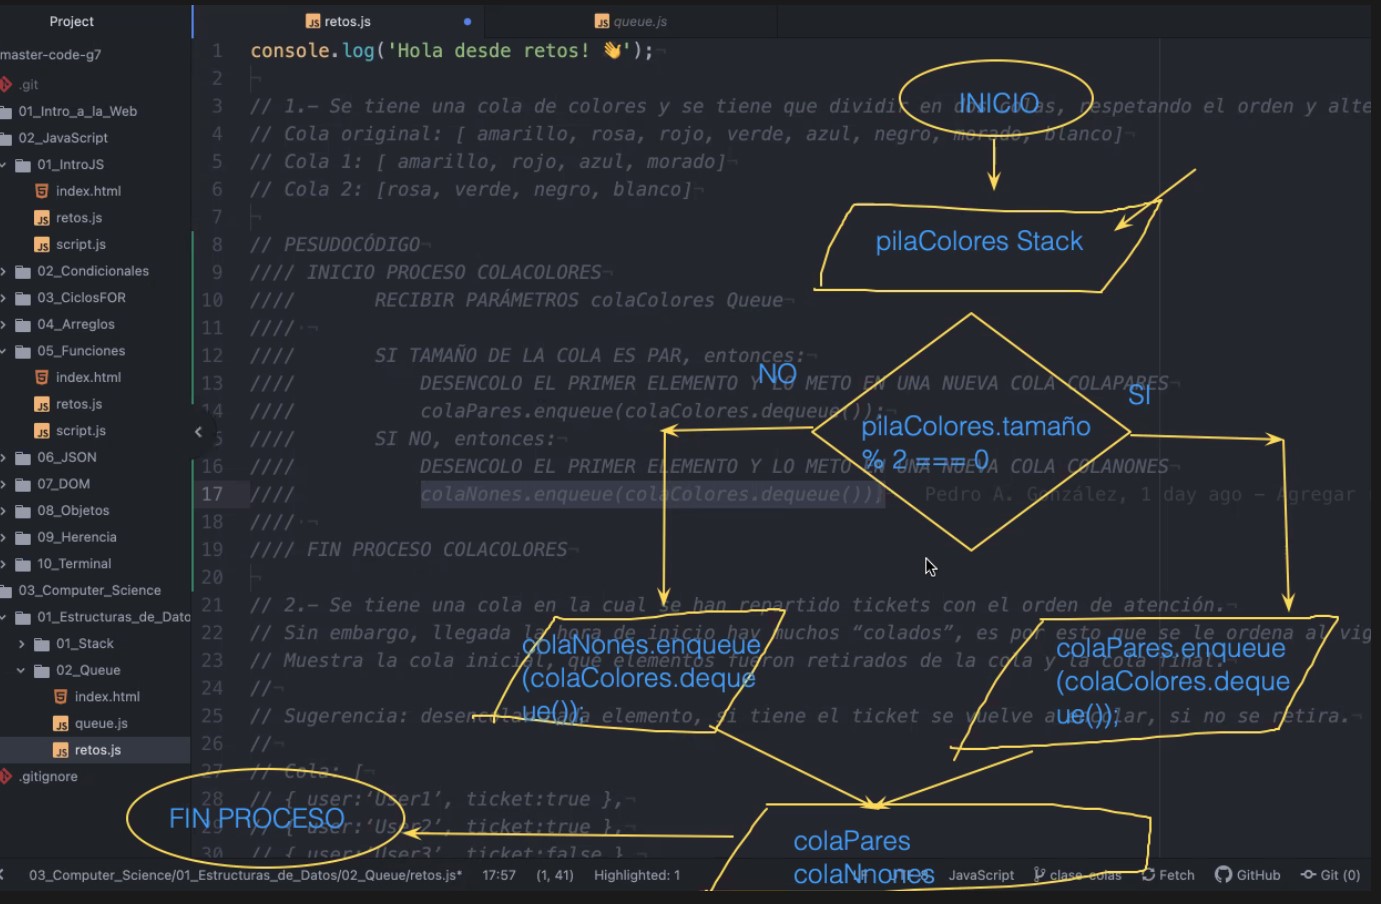 Project
retos.js
queue.js
master-code-g7
.git
01_Intro_a_la_Web
02_JavaScript
01_IntroJS
index.html
retos.js
script.js
02_Condicionales
03_CiclosFOR
04_Arreglos
05_Funciones
index.html
retos.js
script.js
06_JSON
07_DOM
08_Objetos
09_Herencia
10_Terminal
03_Computer_Science
01_Estructuras_de_Dato
01_Stack
02_Queue
index.html
queue.js
retos.js
.gitignore
1 console.log('Hola desde retos! 👋');
2
3 // 1.- Se tiene una cola de colores y se tiene que dividir en dos colas, respetando el orden y alte
4 // Cola original: [ amarillo, rosa, rojo, verde, azul, negro, morado, blanco]
5 // Cola 1: [ amarillo, rojo, azul, morado]
6 // Cola 2: [rosa, verde, negro, blanco]
7
8 // PESUDOCÓDIGO
9 //// INICIO PROCESO COLACOLORES
10 //// RECIBIR PARÁMETROS colaColores Queue
11 ////
12 //// SI TAMAÑO DE LA COLA ES PAR, entonces:
13 //// DESENCOLO EL PRIMER ELEMENTO Y LO METO EN UNA NUEVA COLA COLAPARES
14 colaPares.enqueue(colaColores.dequeue());
5 //// SI NO, entonces:
16 //// DESENCOLO EL PRIMER ELEMENTO Y LO METO EN UNA NUEVA COLA COLANONES
17 //// colaNones.enqueue(colaColores.dequeue()); Pedro A. González, 1 day ago – Agregar
18 ////
19 //// FIN PROCESO COLACOLORES
20
21 // 2.- Se tiene una cola en la cual se han repartido tickets con el orden de atención.
22 // Sin embargo, llegada la hora de inicio hay muchos “colados”, es por esto que se le ordena al vig
23 // Muestra la cola inicial, que elementos fueron retirados de la cola y la cola final.
24 //
25 // Sugerencia: cada elemento, si tiene el ticket se vuelve a si no se retira.
26 //
27 // Cola: [
28 // { user:‘User1’, ticket:true },
29 // { user:‘User2’, ticket:true },
30 // { user:‘User3’, ticket:false }
INICIO
pilaColores Stack
NO
SI
pilaColores.tamaño
% 2 === 0
colaNones.enqueue
(colaColores.deque
ue());
colaPares.enqueue
(colaColores.deque
ue());
FIN PROCESO
colaPares
colaNnones
03_Computer_Science/01_Estructuras_de_Datos/02_Queue/retos.js* 17:57 (1, 41) Highlighted: 1 JavaScript clase-colas Fetch GitHub Git (0)